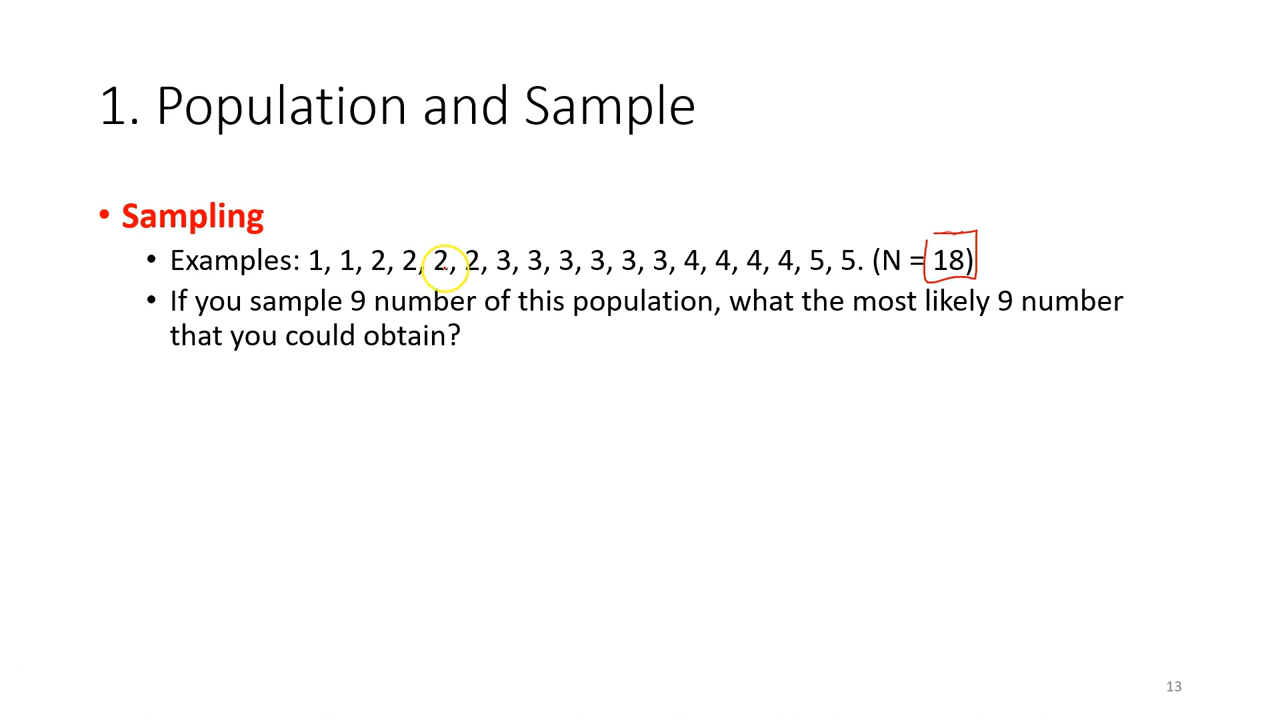 1. Population and Sample
• Sampling
• Examples: 1, 1, 2, 2, 2, 2, 3, 3, 3, 3, 3, 3, 4, 4, 4, 4, 5, 5. (N = 18)
• If you sample 9 number of this population, what the most likely 9 number
that you could obtain?
13